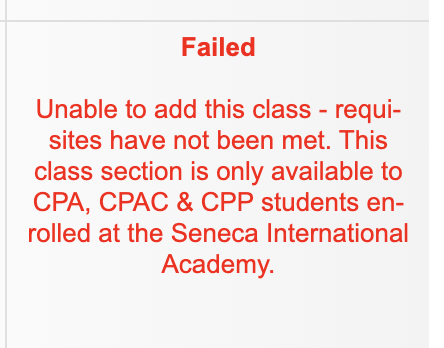 Failed
Unable to add this class - requi-
sites have not been met. This
class section is only available to
CPA, CPAC & CPP students en-
rolled at the Seneca International
Academy.